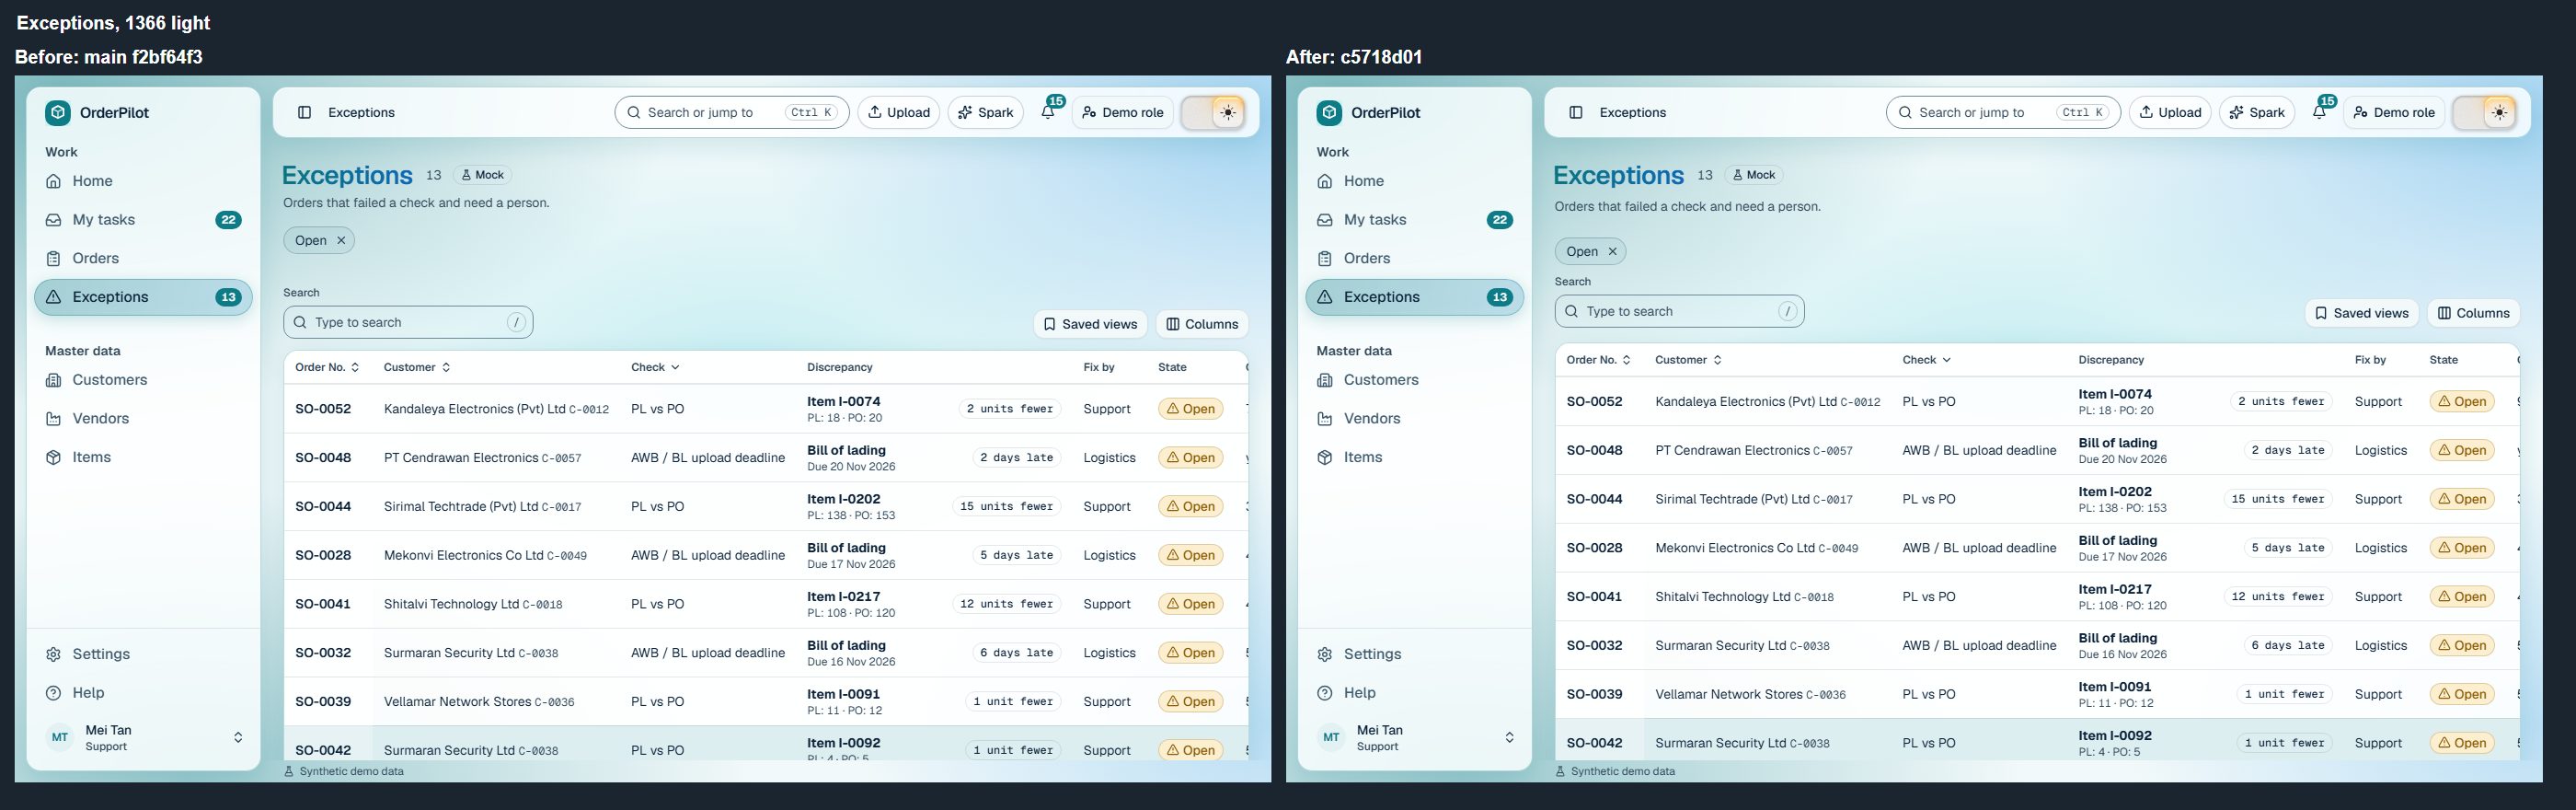 Exceptions, 1366 light
Before: main f2bf64f3
OrderPilot
Work
Home
My tasks 22
Orders
Exceptions 13
Master data
Customers
Vendors
Items
Settings
Help
MT Mei Tan
Support
Exceptions Search or jump to Ctrl K Upload Spark 15 Demo role
Exceptions 13 Mock
Orders that failed a check and need a person.
Open
Search
Type to search /
Saved views Columns
Order No. Customer Check Discrepancy Fix by State
SO-0052 Kandaleya Electronics (Pvt) Ltd C-0012 PL vs PO Item I-0074 2 units fewer Support Open
PL: 18 · PO: 20
SO-0048 PT Cendrawan Electronics C-0057 AWB / BL upload deadline Bill of lading 2 days late Logistics Open
Due 20 Nov 2026
SO-0044 Sirimal Techtrade (Pvt) Ltd C-0017 PL vs PO Item I-0202 15 units fewer Support Open
PL: 138 · PO: 153
SO-0028 Mekonvi Electronics Co Ltd C-0049 AWB / BL upload deadline Bill of lading 5 days late Logistics Open
Due 17 Nov 2026
SO-0041 Shitalvi Technology Ltd C-0018 PL vs PO Item I-0217 12 units fewer Support Open
PL: 108 · PO: 120
SO-0032 Surmaran Security Ltd C-0038 AWB / BL upload deadline Bill of lading 6 days late Logistics Open
Due 16 Nov 2026
SO-0039 Vellamar Network Stores C-0036 PL vs PO Item I-0091 1 unit fewer Support Open
PL: 11 · PO: 12
SO-0042 Surmaran Security Ltd C-0038 PL vs PO Item I-0092 1 unit fewer Support Open
PL: 4 · PO: 5
Synthetic demo data
After: c5718d01
OrderPilot
Work
Home
My tasks 22
Orders
Exceptions 13
Master data
Customers
Vendors
Items
Settings
Help
MT Mei Tan
Support
Exceptions Search or jump to Ctrl K Upload Spark 15 Demo role
Exceptions 13 Mock
Orders that failed a check and need a person.
Open
Search
Type to search /
Saved views Columns
Order No. Customer Check Discrepancy Fix by State
SO-0052 Kandaleya Electronics (Pvt) Ltd C-0012 PL vs PO Item I-0074 2 units fewer Support Open
PL: 18 · PO: 20
SO-0048 PT Cendrawan Electronics C-0057 AWB / BL upload deadline Bill of lading 2 days late Logistics Open
Due 20 Nov 2026
SO-0044 Sirimal Techtrade (Pvt) Ltd C-0017 PL vs PO Item I-0202 15 units fewer Support Open
PL: 138 · PO: 153
SO-0028 Mekonvi Electronics Co Ltd C-0049 AWB / BL upload deadline Bill of lading 5 days late Logistics Open
Due 17 Nov 2026
SO-0041 Shitalvi Technology Ltd C-0018 PL vs PO Item I-0217 12 units fewer Support Open
PL: 108 · PO: 120
SO-0032 Surmaran Security Ltd C-0038 AWB / BL upload deadline Bill of lading 6 days late Logistics Open
Due 16 Nov 2026
SO-0039 Vellamar Network Stores C-0036 PL vs PO Item I-0091 1 unit fewer Support Open
PL: 11 · PO: 12
SO-0042 Surmaran Security Ltd C-0038 PL vs PO Item I-0092 1 unit fewer Support Open
PL: 4 · PO: 5
Synthetic demo data